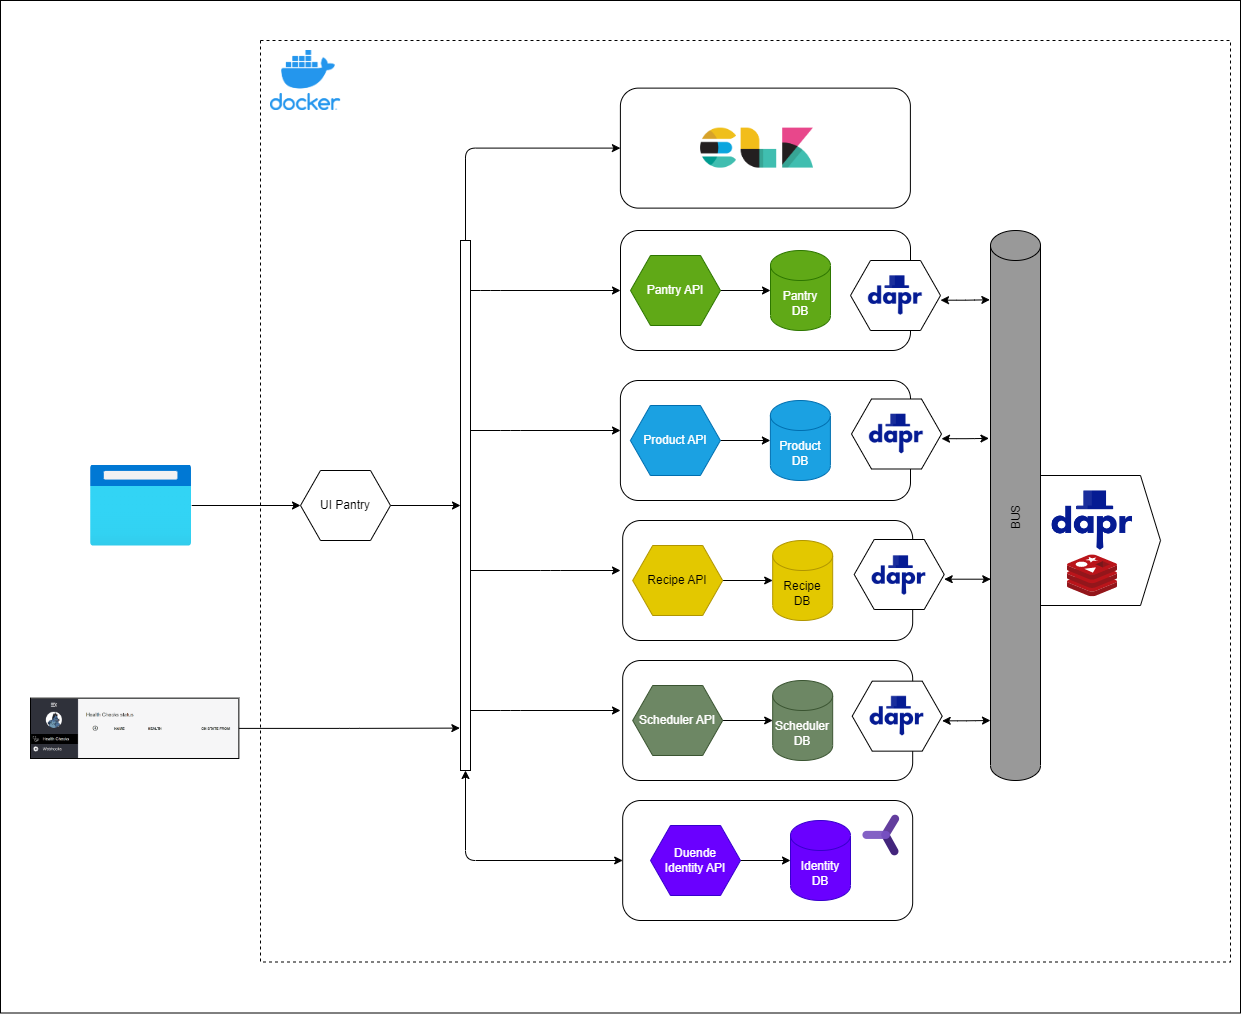 docker
ELK
Pantry API
Pantry
DB
dapr
Product API
Product
DB
dapr
UI Pantry
BUS
dapr
Recipe API
Recipe
DB
dapr
Health Checks status
NAME
HEALTH
ON STATE FROM
Health Checks
Webhooks
Scheduler API
Scheduler
DB
dapr
Duende
Identity API
Identity
DB